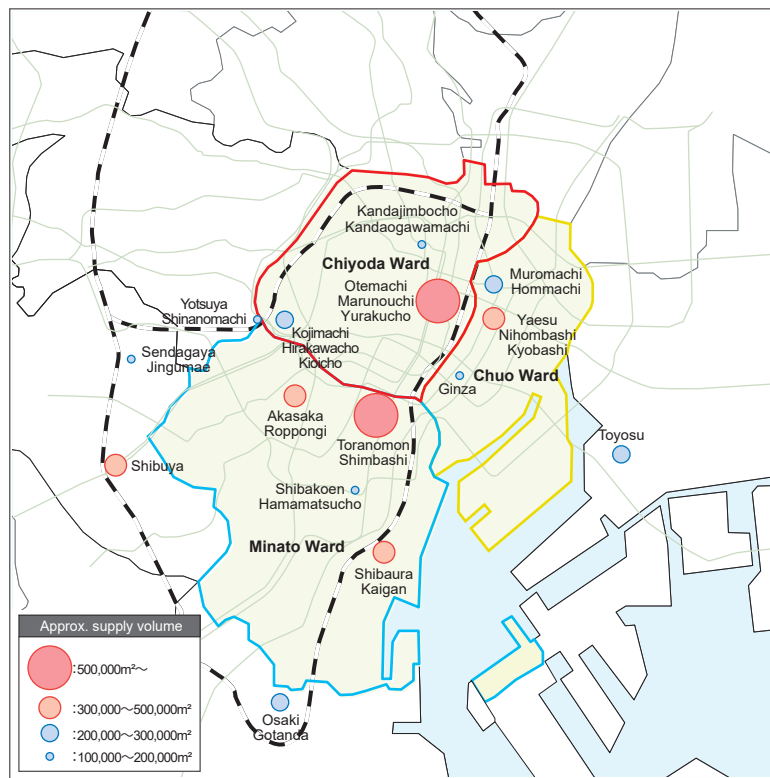 Kandajimbocho
Kandaogawamachi
Chiyoda Ward
Otemachi
Marunouchi
Yurakucho
Muromachi
Hommachi
Yotsuya
Shinanomachi
Kojimachi
Hirakawacho
Kioicho
Yaesu
Nihombashi
Kyobashi
Sendagaya
Jingumae
Ginza
Chuo Ward
Akasaka
Roppongi
Toranomon
Shimbashi
Toyosu
Shibuya
Shibakoen
Hamamatsucho
Minato Ward
Shibaura
Kaigan
Osaki
Gotanda
Approx. supply volume
:500,000m²～
:300,000～500,000m²
:200,000～300,000m²
:100,000～200,000m²